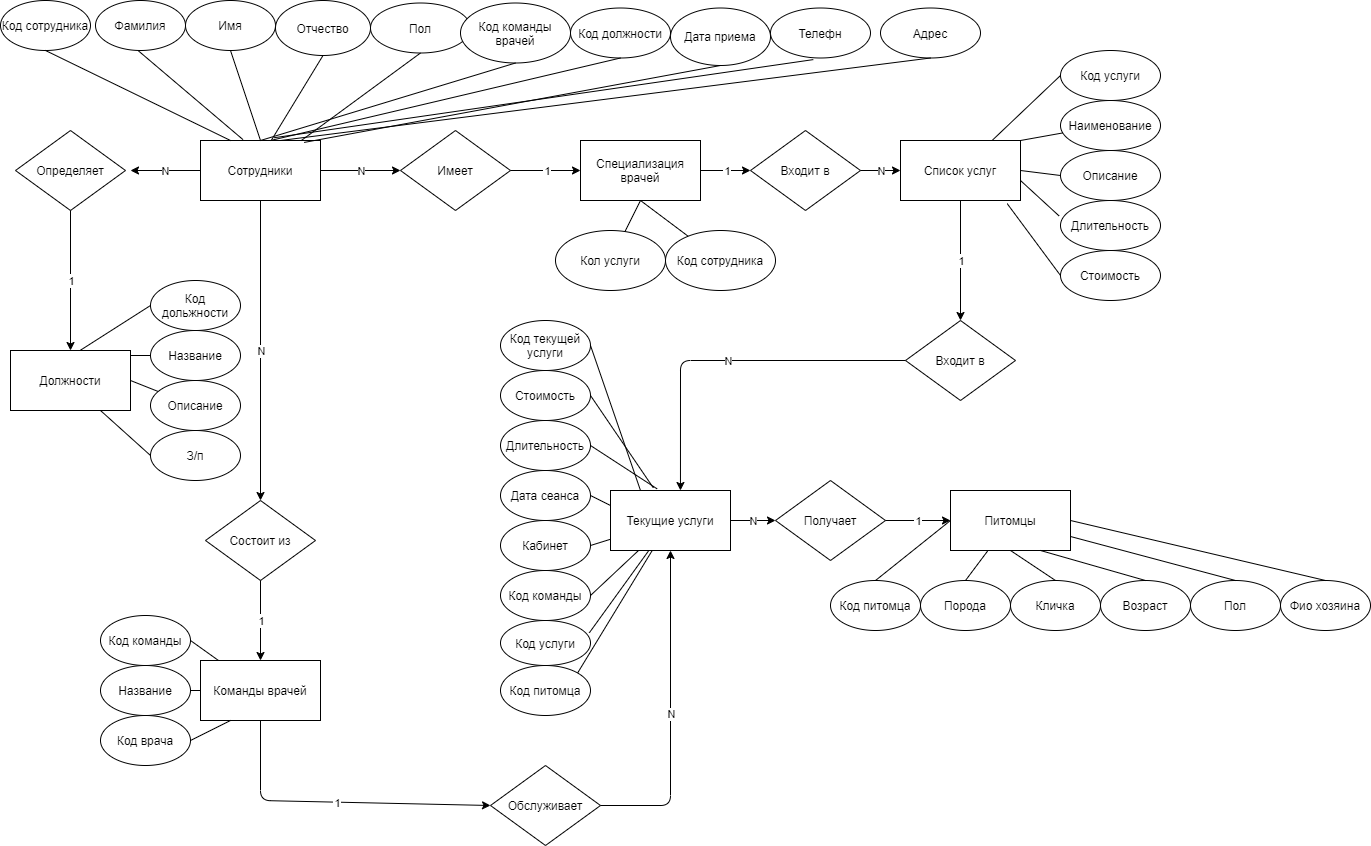 Код сотрудника
Фамилия
Имя
Отчество
Пол
Код команды
врачей
Код должности
Дата приема
Телефн
Адрес
Код услуги
Наименование
Описание
Длительность
Стоимость
Определяет
N
Сотрудники
N
Имеет
1
Специализация
врачей
1
Входит в
N
Список услуг
Кол услуги
Код сотрудника
1
1
Код
дольжности
Название
Описание
З/п
Должности
N
Код текущей
услуги
Стоимость
Длительность
Дата сеанса
Кабинет
Код команды
Код услуги
Код питомца
N
Входит в
Текущие услуги
N
Получает
1
Питомцы
Код питомца
Порода
Кличка
Возраст
Пол
Фио хозяина
Состоит из
1
Код команды
Название
Код врача
Команды врачей
N
1
Обслуживает